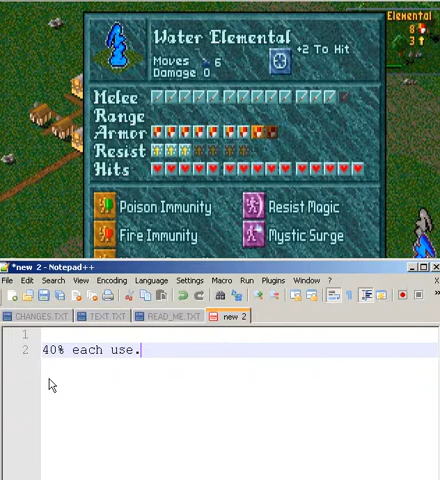 Elemental
8
3
Water Elemental
+2 To Hit
Moves 6
Damage 0
Melee
Range
Armor
Resist
Hits
Poison Immunity Resist Magic
Fire Immunity Mystic Surge
*new 2 - Notepad++
File Edit Search View Encoding Language Settings Macro Run Plugins Window ? X
CHANGES.TXT TEXT.TXT READ_ME.TXT new 2
1
2 40% each use.